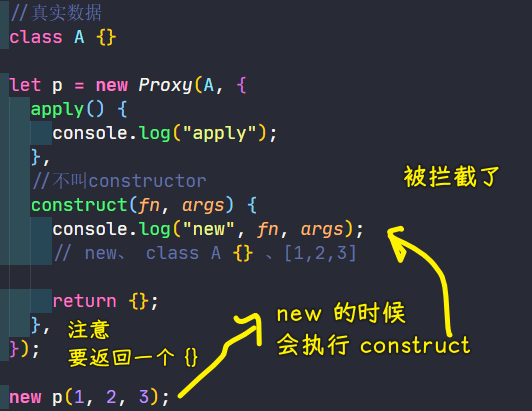 //真实数据
class A {}
let p = new Proxy(A, {
apply() {
console.log("apply");
},
//不叫constructor
construct(fn, args) {
console.log("new", fn, args);
// new、 class A {} 、[1,2,3]
return {};
},
});
new p(1, 2, 3);
被拦截了
new 的时候
会执行 construct
注意
要返回一个 {}